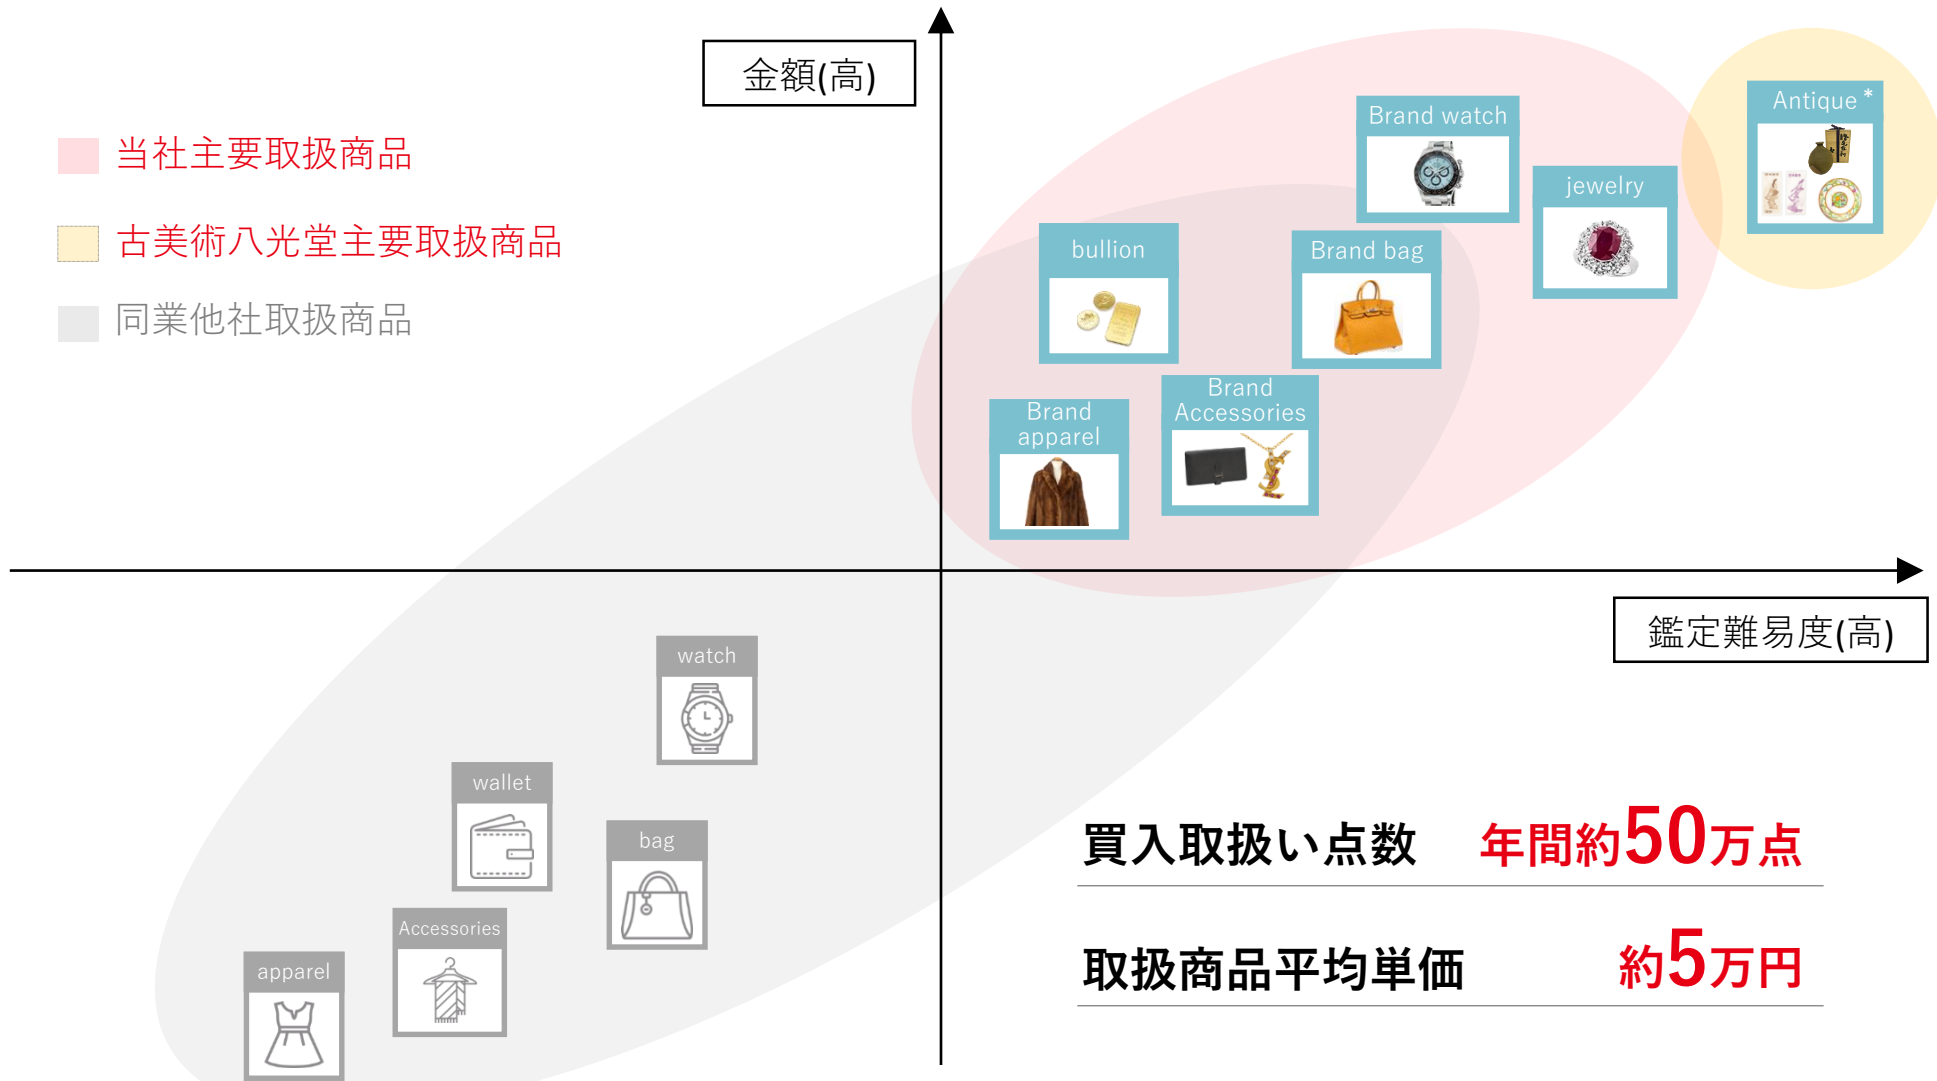 金額(高)
当社主要取扱商品
古美術八光堂主要取扱商品
同業他社取扱商品
Antique *
Brand watch
jewelry
bullion
Brand bag
Brand
Accessories
Brand
apparel
鑑定難易度(高)
watch
wallet
bag
Accessories
apparel
買入取扱い点数 年間約50万点
取扱商品平均単価 約5万円